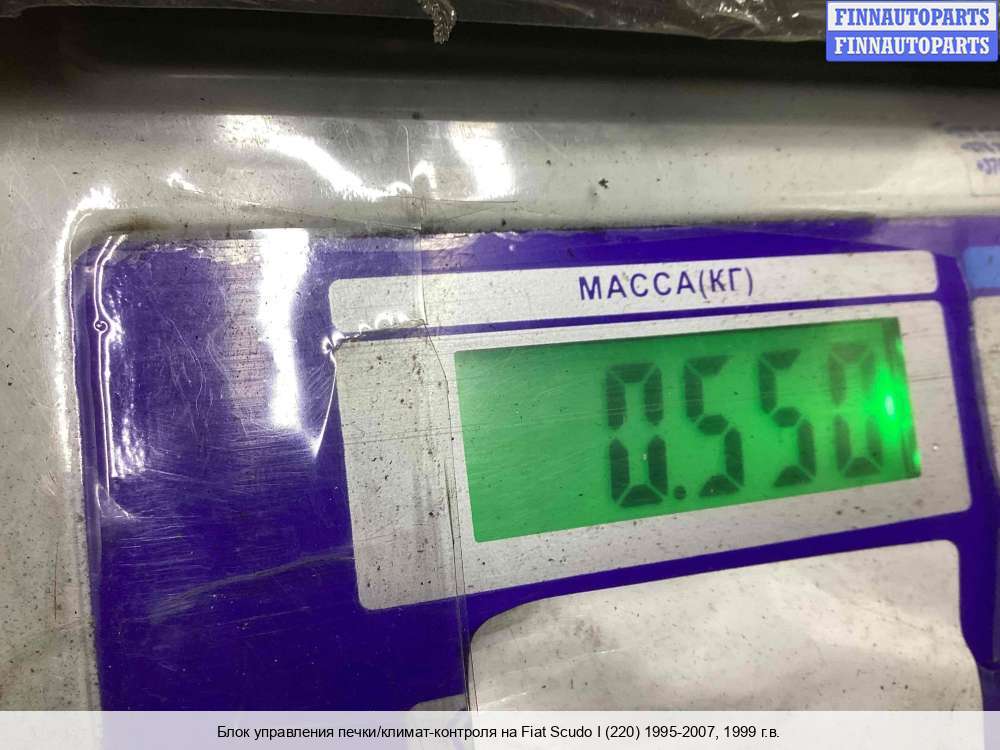 FINNAUTOPARTS
FINNAUTOPARTS
МАССА(КГ)
0.550
Блок управления печки/климат-контроля на Fiat Scudo I (220) 1995-2007, 1999 г.в.